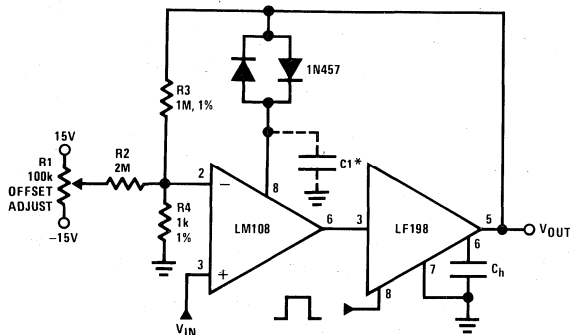 1N457
R3
1M, 1%
15V
R1
100k
OFFSET
ADJUST
-15V
R2
2M
C1*
2
8
R4
1k
1%
LM108
6
3
LF198
5
VOUT
6
3
7
Ch
8
VIN